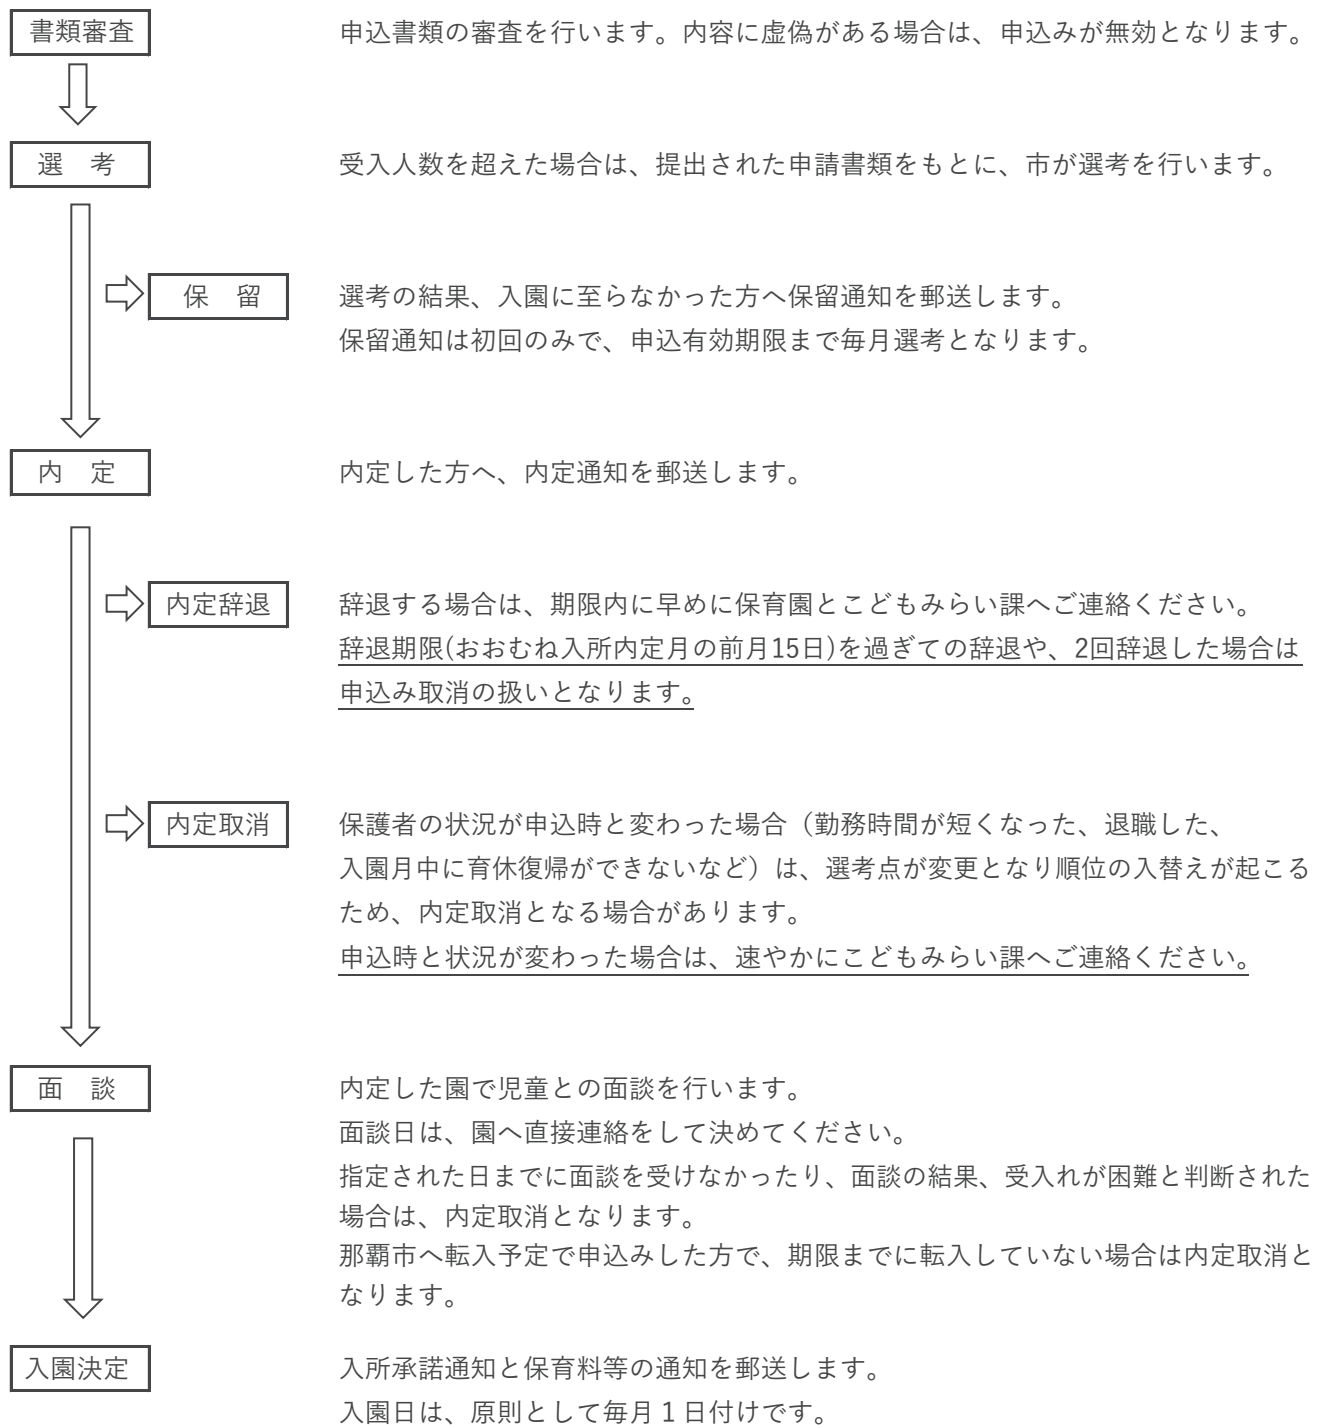 書類審査
申込書類の審査を行います。内容に虚偽がある場合は、申込みが無効となります。
選　考
受入人数を超えた場合は、提出された申請書類をもとに、市が選考を行います。
保　留
選考の結果、入園に至らなかった方へ保留通知を郵送します。
保留通知は初回のみで、申込有効期限まで毎月選考となります。
内　定
内定した方へ、内定通知を郵送します。
内定辞退
辞退する場合は、期限内に早めに保育園とこどもみらい課へご連絡ください。
辞退期限(おおむね入所内定月の前月15日)を過ぎての辞退や、2回辞退した場合は
申込み取消の扱いとなります。
内定取消
保護者の状況が申込時と変わった場合（勤務時間が短くなった、退職した、
入園月中に育休復帰ができないなど）は、選考点が変更となり順位の入替えが起こる
ため、内定取消となる場合があります。
申込時と状況が変わった場合は、速やかにこどもみらい課へご連絡ください。
面　談
内定した園で児童との面談を行います。
面談日は、園へ直接連絡をして決めてください。
指定された日までに面談を受けなかったり、面談の結果、受入れが困難と判断された
場合は、内定取消となります。
那覇市へ転入予定で申込みした方で、期限までに転入していない場合は内定取消と
なります。
入園決定
入所承諾通知と保育料等の通知を郵送します。
入園日は、原則として毎月１日付けです。